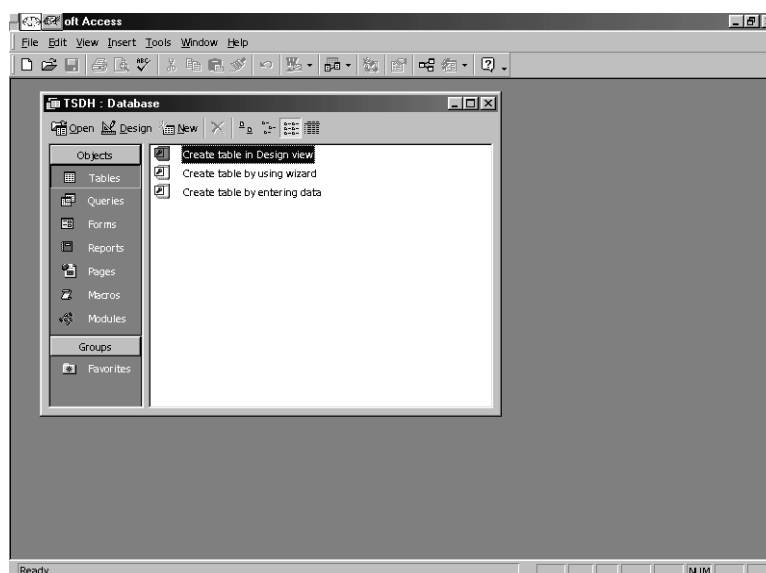 oft Access
File Edit View Insert Tools Window Help
TSDH : Database
Open Design New
Objects
Tables
Queries
Forms
Reports
Pages
Macros
Modules
Groups
Favorites
Create table in Design view
Create table by using wizard
Create table by entering data
Ready
NUM